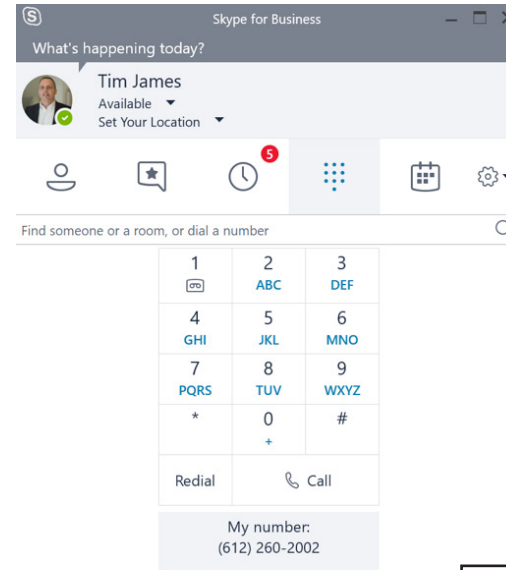 Skype for Business
What's happening today?
Tim James
Available
Set Your Location
5
Find someone or a room, or dial a number
1 2 3
ABC DEF
4 5 6
GHI JKL MNO
7 8 9
PQRS TUV WXYZ
* 0 #
+
Redial Call
My number:
(612) 260-2002